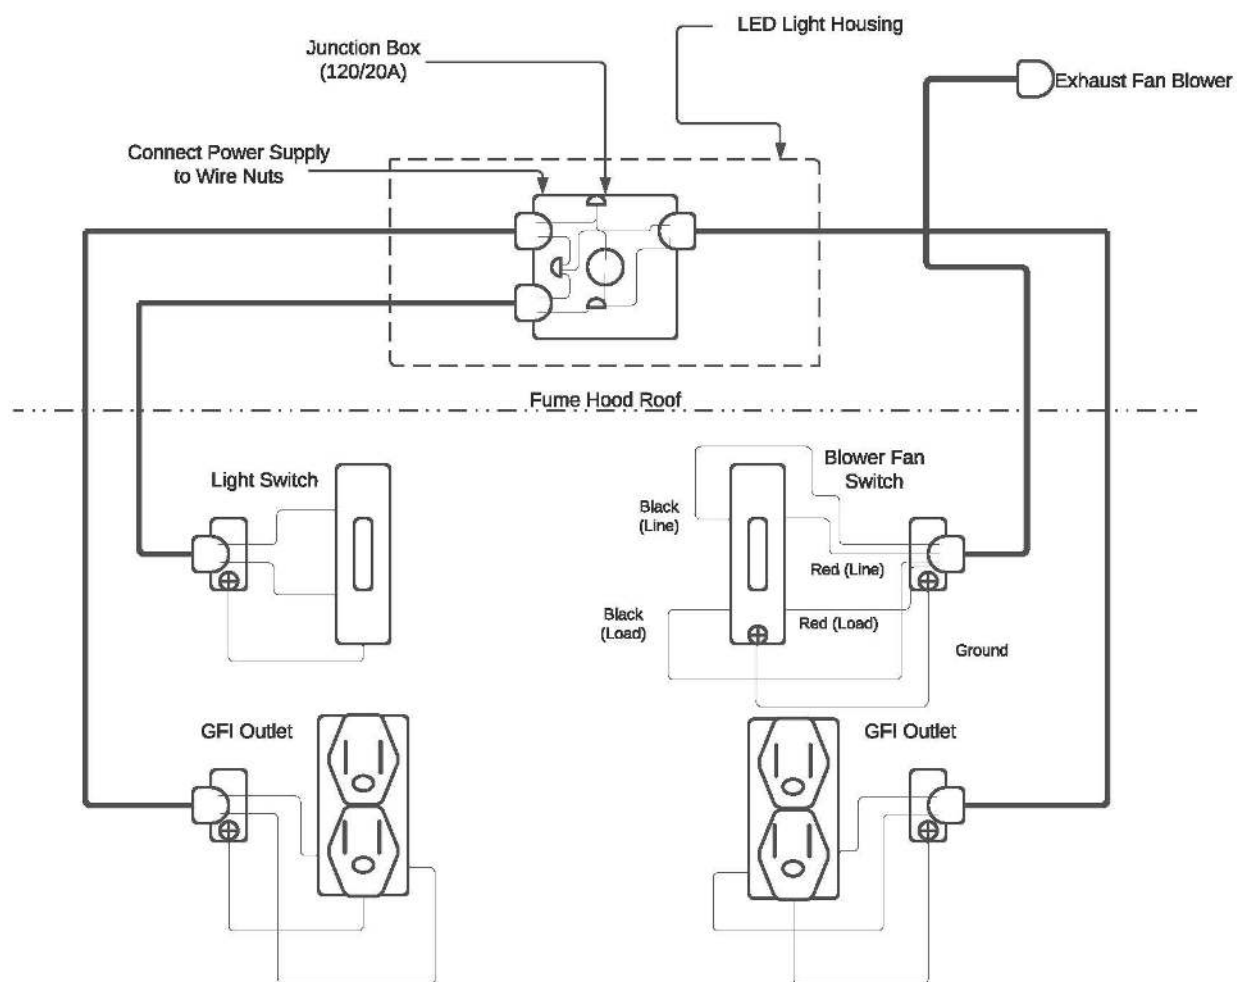 LED Light Housing
Junction Box
(120/20A)
Exhaust Fan Blower
Connect Power Supply
to Wire Nuts
Fume Hood Roof
Light Switch
Blower Fan
Switch
Black
(Line)
Red (Line)
Black
(Load)
Red (Load)
Ground
GFI Outlet
GFI Outlet